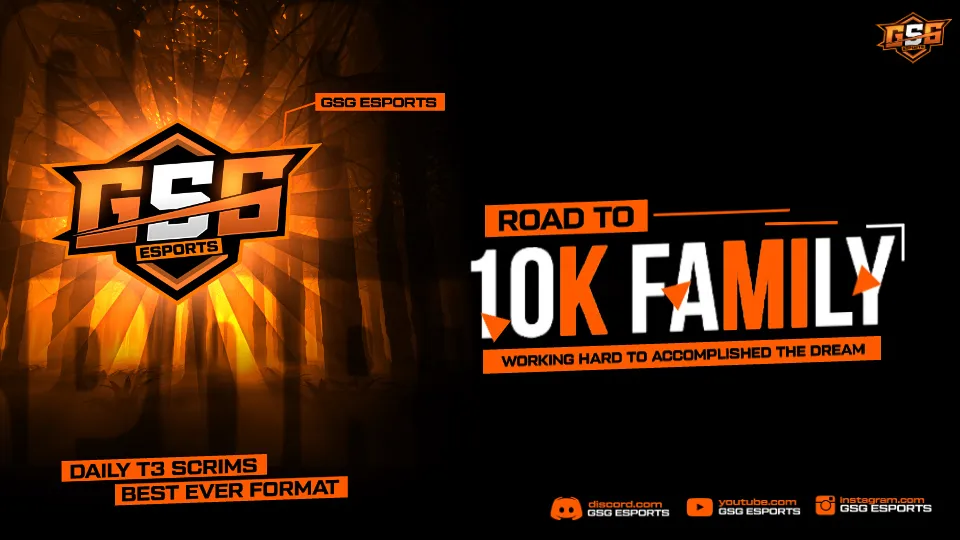 GSG
ESPORTS
GSG ESPORTS
GSG
ESPORTS
ROAD TO
10K FAMILY
WORKING HARD TO ACCOMPLISHED THE DREAM
DAILY T3 SCRIMS
BEST EVER FORMAT
discord.com
GSG ESPORTS
youtube.com
GSG ESPORTS
instagram.com
GSG ESPORTS